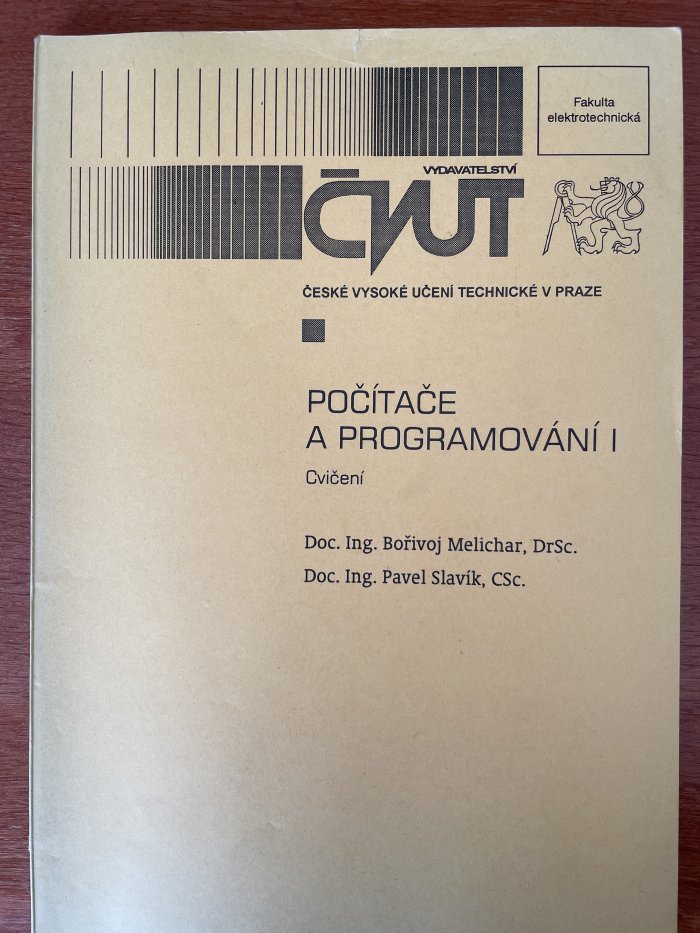 Fakulta
elektrotechnická
VYDAVATELSTVÍ
ČVUT
ČESKÉ VYSOKÉ UČENÍ TECHNICKÉ V PRAZE
POČÍTAČE
A PROGRAMOVÁNÍ I
Cvičení
Doc. Ing. Bořivoj Melichar, DrSc.
Doc. Ing. Pavel Slavík, CSc.